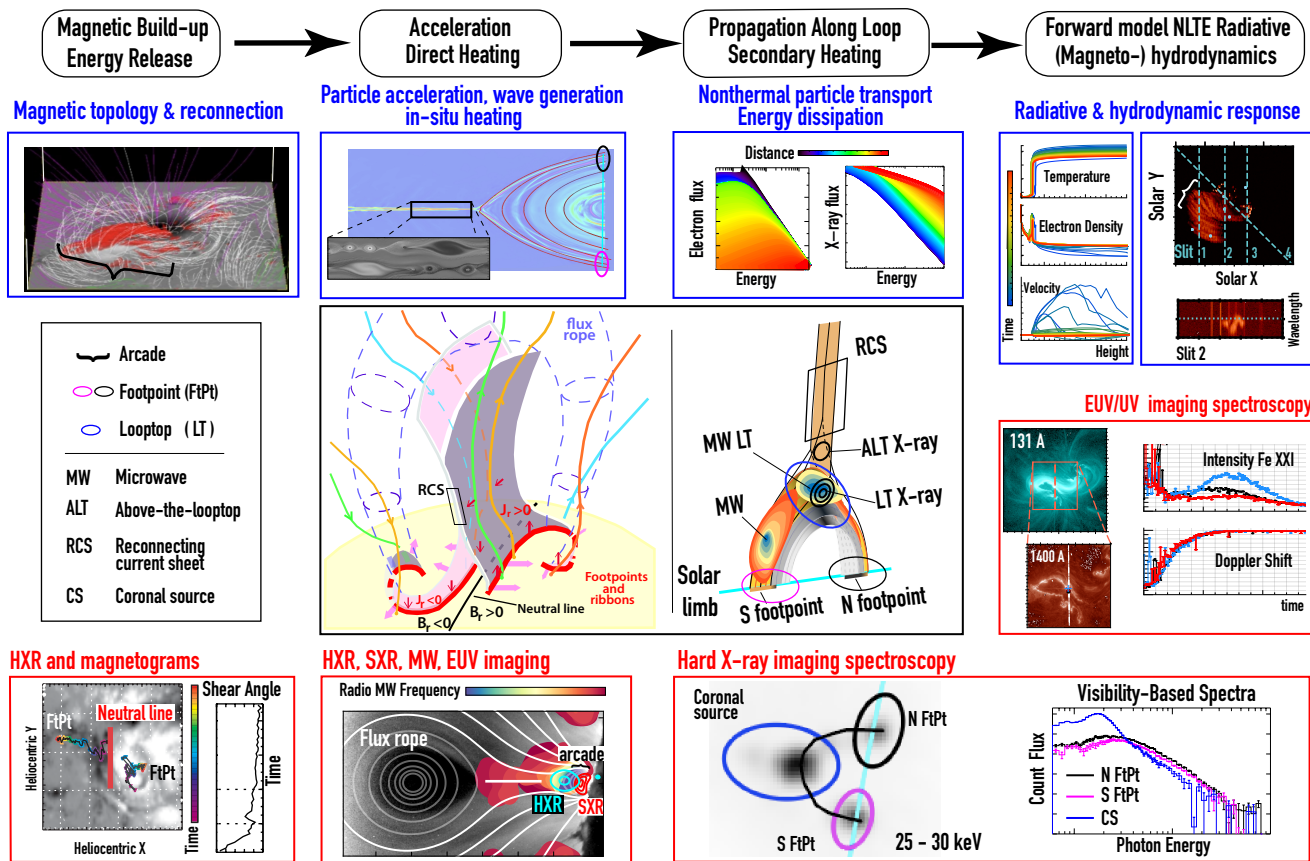 Magnetic Build-up
Energy Release
Acceleration
Direct Heating
Propagation Along Loop
Secondary Heating
Forward model NLTE Radiative
(Magneto-) hydrodynamics
Magnetic topology & reconnection
Particle acceleration, wave generation
in-situ heating
Nonthermal particle transport
Energy dissipation
Radiative & hydrodynamic response
Distance
Electron flux
Energy
X-ray flux
Energy
Temperature
Electron Density
Velocity
Time
Height
Solar Y
Slit
1
2
3
4
Solar X
Wavelength
Slit 2
Arcade
Footpoint (FtPt)
Looptop ( LT )
MW Microwave
ALT Above-the-looptop
RCS Reconnecting
current sheet
CS Coronal source
flux
rope
RCS
Jr >0
Jr <0
Footpoints
and
ribbons
Neutral line
Br >0
Br <0
RCS
MW LT
ALT X-ray
LT X-ray
MW
Solar
limb
S footpoint
N footpoint
EUV/UV imaging spectroscopy
131 A
1400 A
Intensity Fe XXI
Doppler Shift
time
HXR and magnetograms
Shear Angle
Neutral line
FtPt
FtPt
Heliocentric Y
Heliocentric X
Time
Time
HXR, SXR, MW, EUV imaging
Radio MW Frequency
Flux rope
arcade
HXR
SXR
Hard X-ray imaging spectroscopy
Coronal
source
N FtPt
S FtPt
25 - 30 keV
Visibility-Based Spectra
Count Flux
N FtPt
S FtPt
CS
Photon Energy